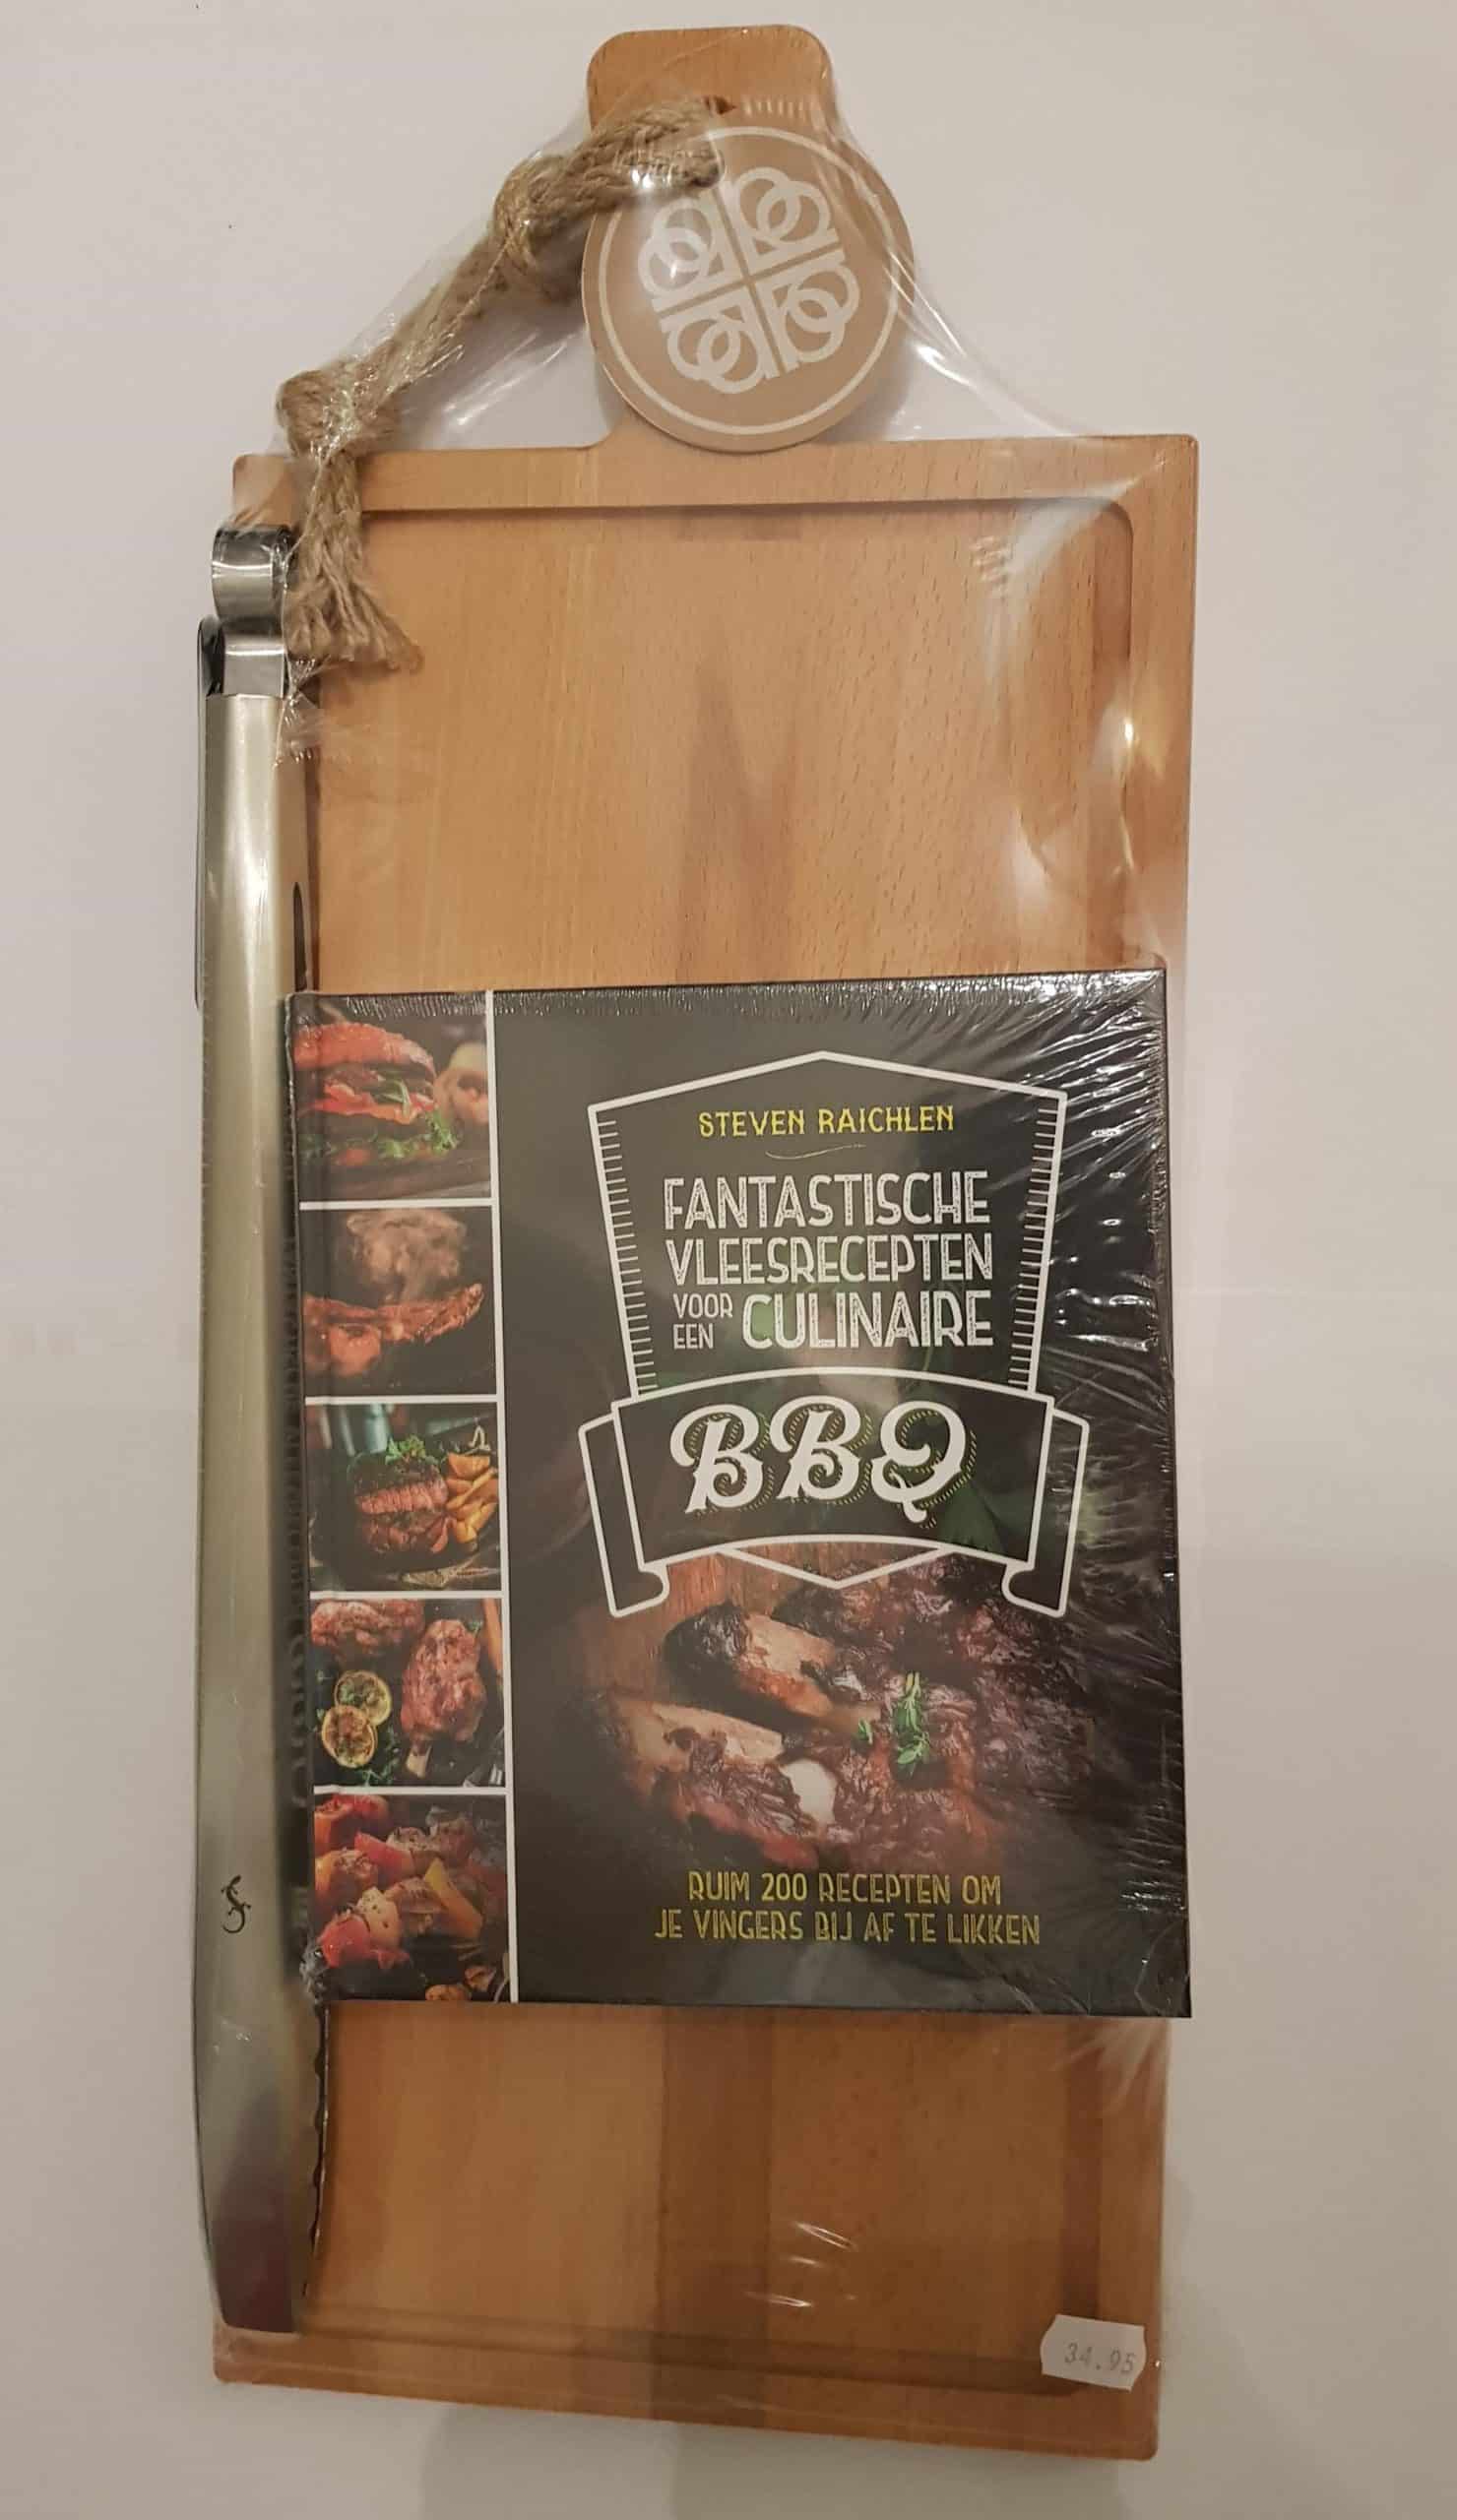 STEVEN RAICHLEN
FANTASTISCHE
VLEESRECEPTEN
VOOR EEN CULINAIRE
BBQ
RUIM 200 RECEPTEN OM
JE VINGERS BIJ AF TE LIKKEN
34.95